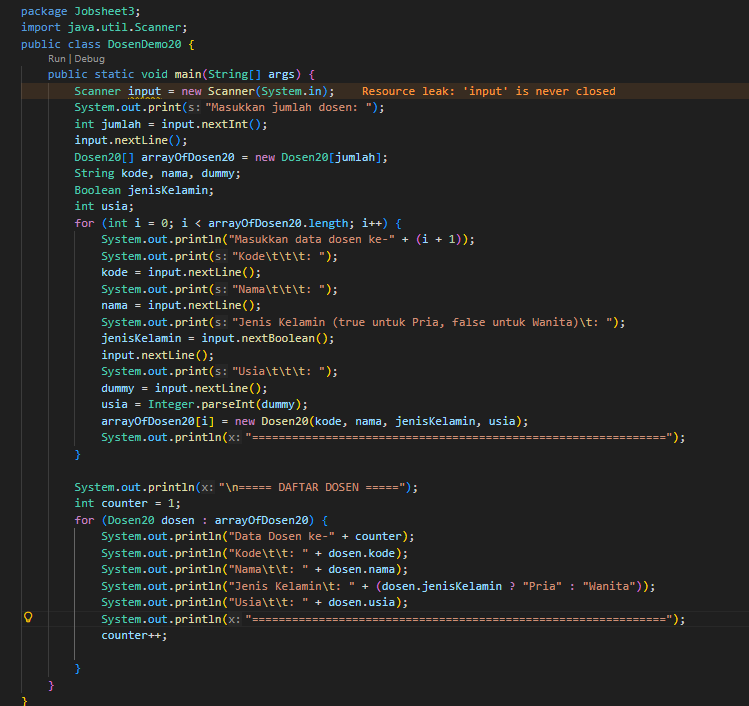 package Jobsheet3;
import java.util.Scanner;
public class DosenDemo20 {
Run | Debug
public static void main(String[] args) {
Scanner input = new Scanner(System.in);    Resource leak: 'input' is never closed
System.out.print(s: "Masukkan jumlah dosen: ");
int jumlah = input.nextInt();
input.nextLine();
Dosen20[] arrayOfDosen20 = new Dosen20[jumlah];
String kode, nama, dummy;
Boolean jenisKelamin;
int usia;
for (int i = 0; i < arrayOfDosen20.length; i++) {
System.out.println("Masukkan data dosen ke-" + (i + 1));
System.out.print(s: "Kode\t\t\t: ");
kode = input.nextLine();
System.out.print(s: "Nama\t\t\t: ");
nama = input.nextLine();
System.out.print(s: "Jenis Kelamin (true untuk Pria, false untuk Wanita)\t: ");
jenisKelamin = input.nextBoolean();
input.nextLine();
System.out.print(s: "Usia\t\t\t: ");
dummy = input.nextLine();
usia = Integer.parseInt(dummy);
arrayOfDosen20[i] = new Dosen20(kode, nama, jenisKelamin, usia);
System.out.println(x: "==============================================================");
}
System.out.println(x: "\n===== DAFTAR DOSEN =====");
int counter = 1;
for (Dosen20 dosen : arrayOfDosen20) {
System.out.println("Data Dosen ke-" + counter);
System.out.println("Kode\t\t: " + dosen.kode);
System.out.println("Nama\t\t: " + dosen.nama);
System.out.println("Jenis Kelamin\t: " + (dosen.jenisKelamin ? "Pria" : "Wanita"));
System.out.println("Usia\t\t: " + dosen.usia);
System.out.println(x: "==============================================================");
counter++;
}
}
}